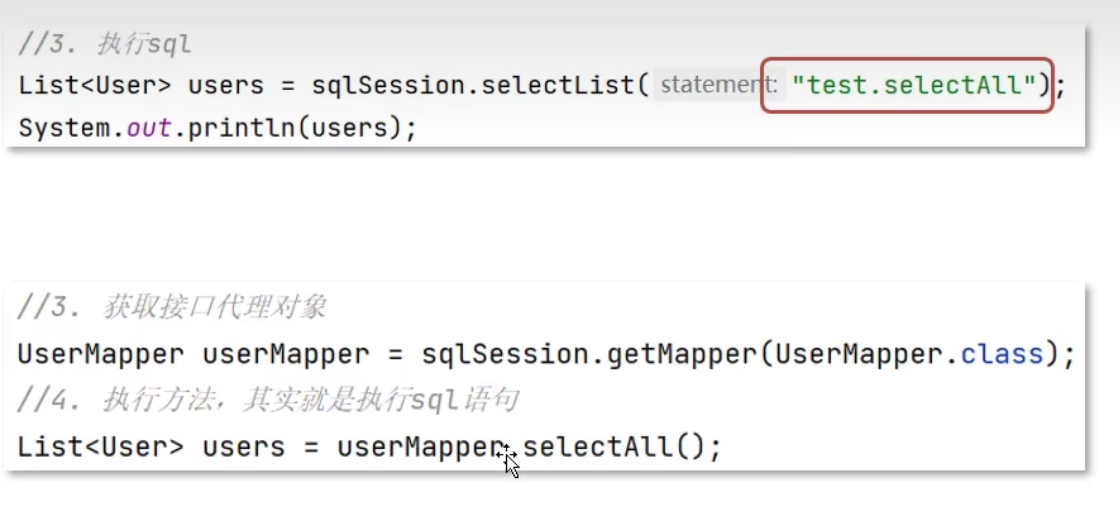 //3. 执行sql
List<User> users = sqlSession.selectList( statement: "test.selectAll");
System.out.println(users);
//3. 获取接口代理对象
UserMapper userMapper = sqlSession.getMapper(UserMapper.class);
//4. 执行方法，其实就是执行sql语句
List<User> users = userMapper.selectAll();